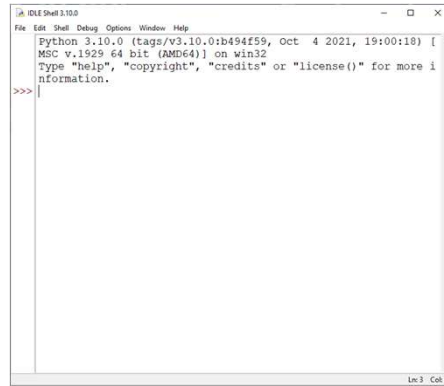 IDLE Shell 3.10.0
File Edit Shell Debug Options Window Help
Python 3.10.0 (tags/v3.10.0:b494f59, Oct  4 2021, 19:00:18) [
MSC v.1929 64 bit (AMD64)] on win32
Type "help", "copyright", "credits" or "license()" for more i
nformation.
>>>
Ln: 3 Col: